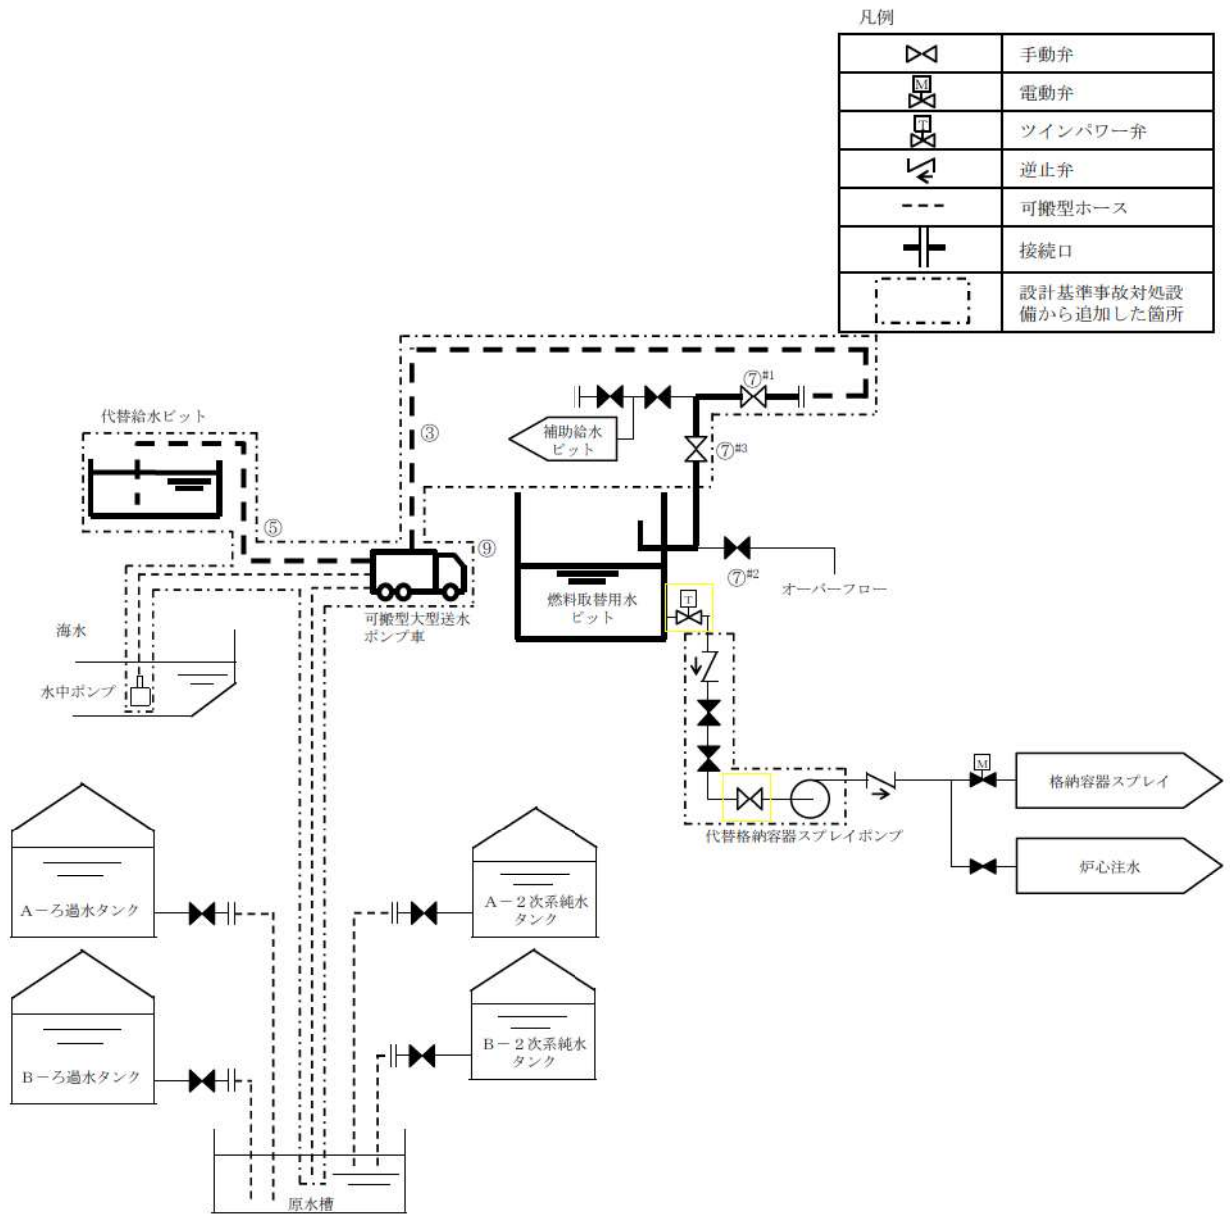 凡例
手動弁
M
電動弁
T
ツインパワー弁
逆止弁
可搬型ホース
接続口
設計基準事故対処設
備から追加した箇所
⑦#1
代替給水ピット
③
補助給水
ピット
⑦#3
⑤
⑨
⑦#2
オーバーフロー
燃料取替用水
ピット
T
可搬型大型送水
ポンプ車
海水
水中ポンプ
M
格納容器スプレイ
代替格納容器スプレイポンプ
炉心注水
A-ろ過水タンク
A-2次系純水
タンク
B-ろ過水タンク
B-2次系純水
タンク
原水槽